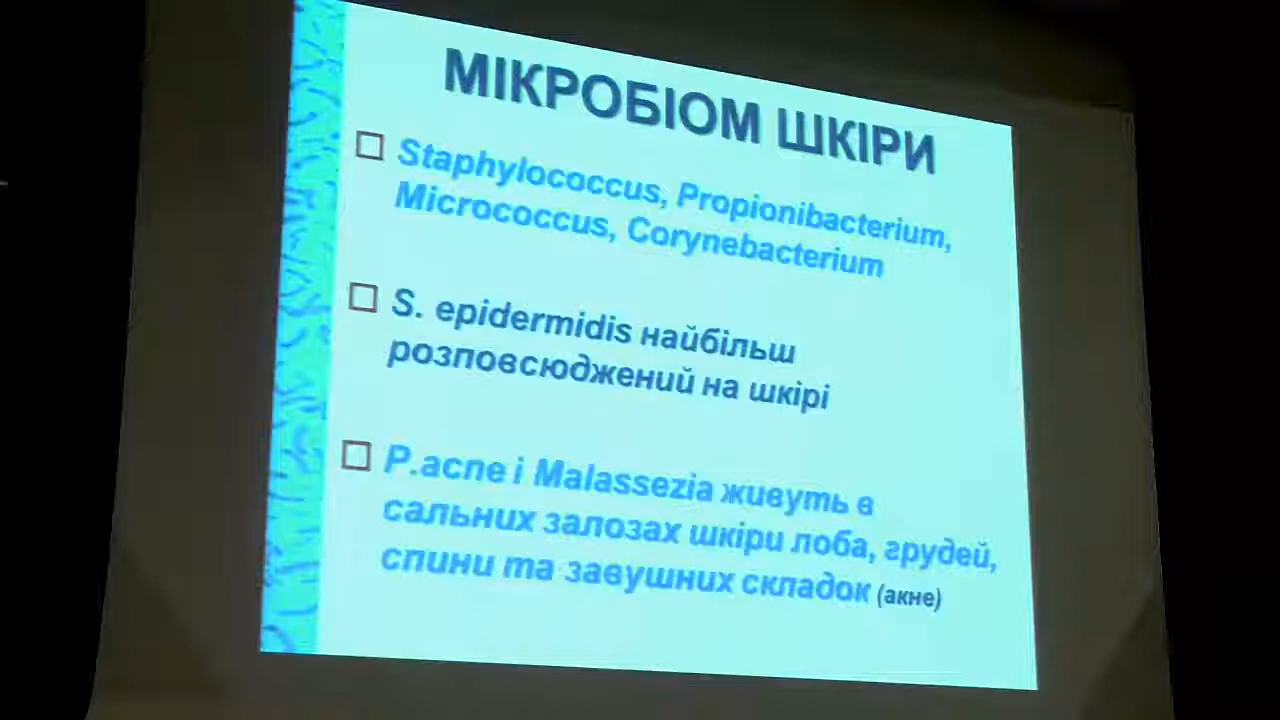 МІКРОБІОМ ШКІРИ
Staphylococcus, Propionibacterium,
Micrococcus, Corynebacterium
S. epidermidis найбільш
розповсюджений на шкірі
P.acne і Malassezia живуть в
сальних залозах шкіри лоба, грудей,
спини та завушних складок (акне)